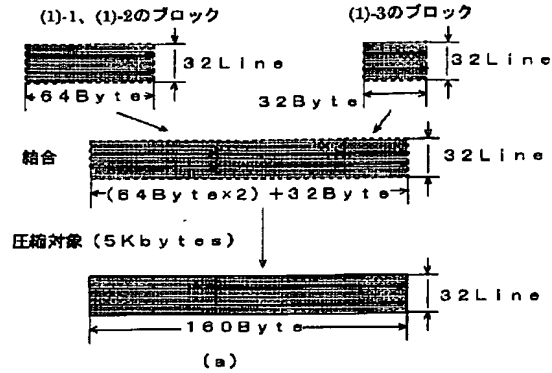 (1)-1、(1)-2のブロック
(1)-3のブロック
32Line
64Byte
32Line
32Byte
結合
32Line
(64Byte×2)+32Byte
圧縮対象(5Kbytes)
32Line
160Byte
(a)